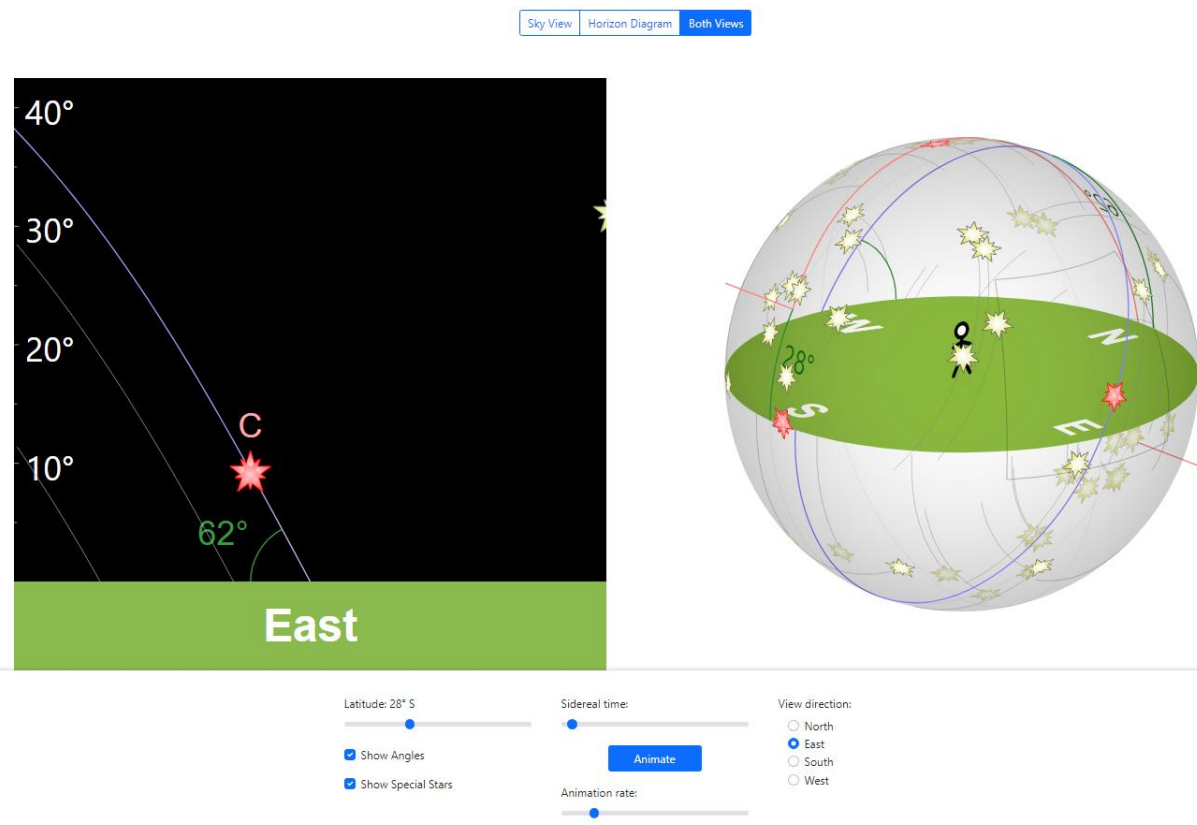 Sky View
Horizon Diagram
Both Views
40°
30°
20°
C
10°
62°
East
W
N
28°
S
E
Latitude: 28° S
Sidereal time:
View direction:
North
East
South
West
Show Angles
Animate
Show Special Stars
Animation rate: